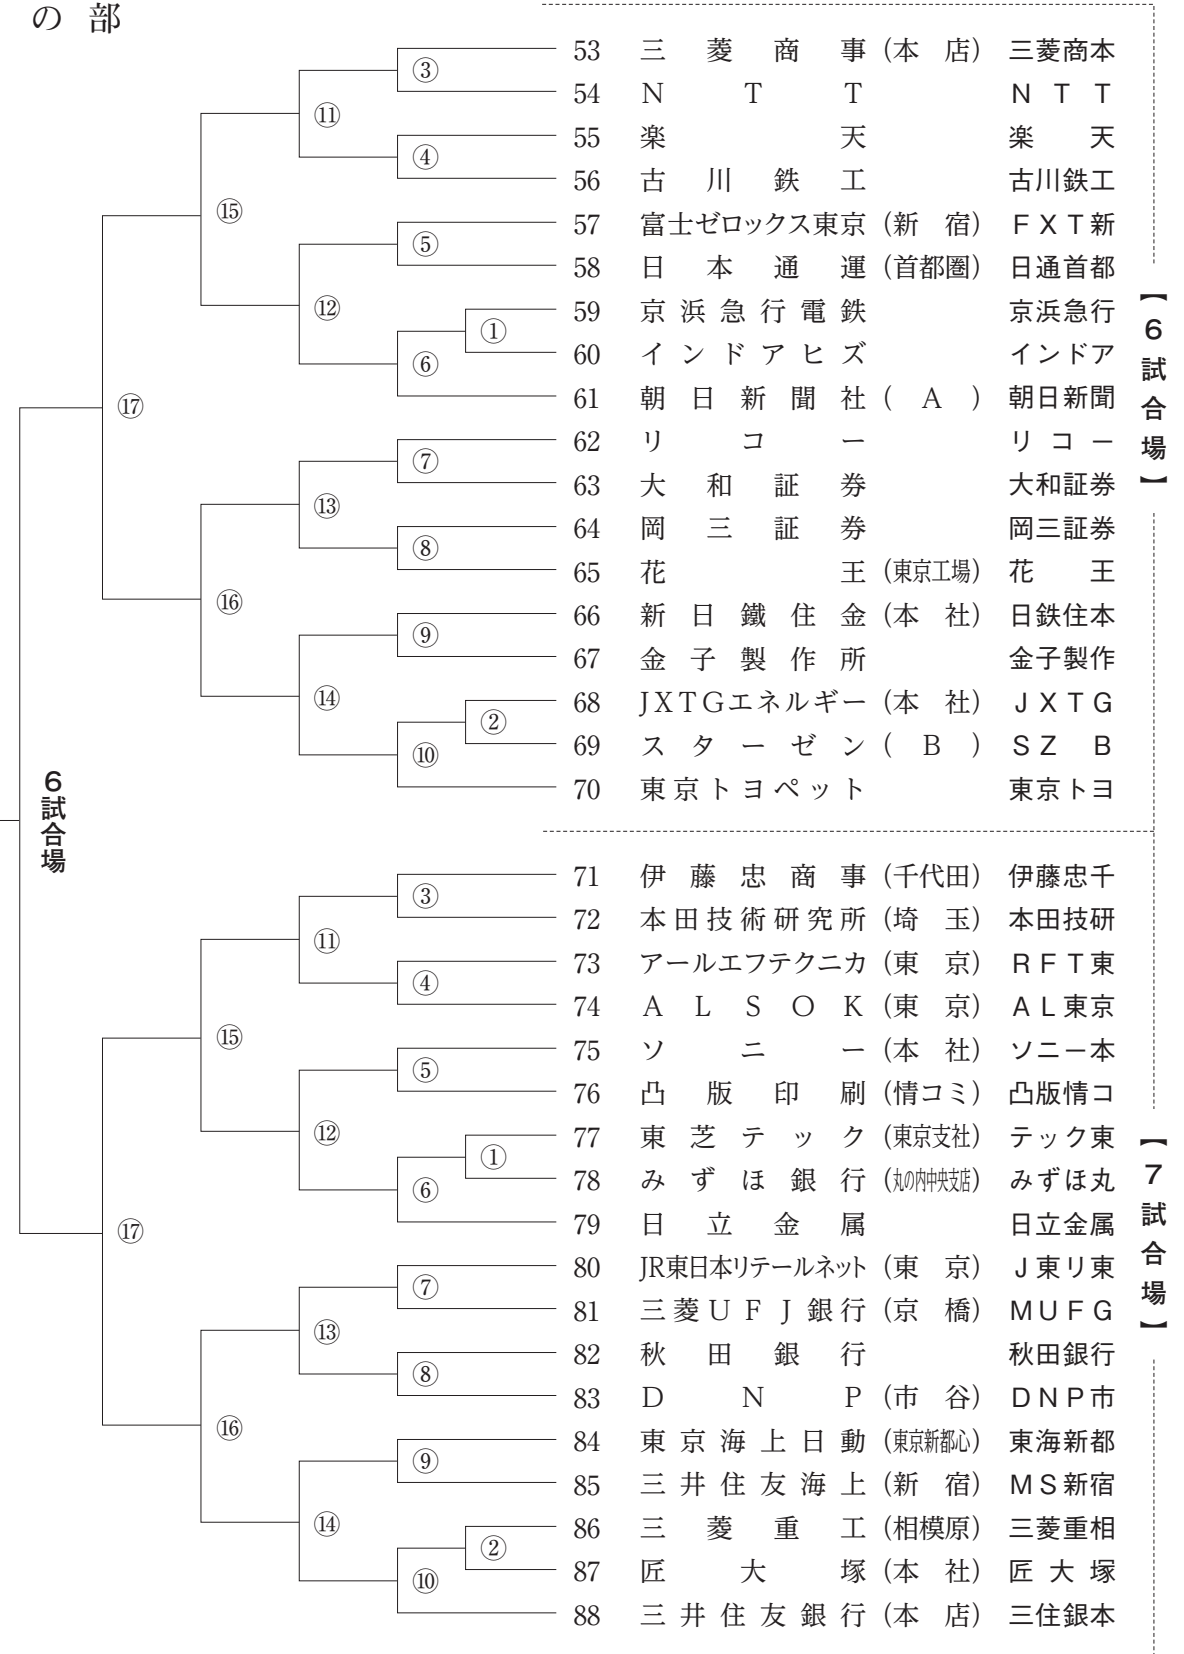 の部
53 三菱商事（本店） 三菱商本
③
54 NTT NTT
⑪
55 楽天 楽天
④
56 古川鉄工 古川鉄工
⑮
57 富士ゼロックス東京（新宿） FXT新
⑤
58 日本通運（首都圏） 日通首都
⑫
59 京浜急行電鉄 京浜急行
①
60 インドアヒズ インドア
⑥
61 朝日新聞社（A） 朝日新聞
⑰
62 リコー リコー
⑦
63 大和証券 大和証券
⑬
64 岡三証券 岡三証券
⑧
65 花王（東京工場） 花王
⑯
66 新日鐵住金（本社） 日鉄住本
⑨
67 金子製作所 金子製作
⑭
68 JXTGエネルギー（本社） JXTG
②
69 スターゼン（B） SZ B
⑩
70 東京トヨペット 東京トヨ
【6試合場】
6試合場
71 伊藤忠商事（千代田） 伊藤忠千
③
72 本田技術研究所（埼玉） 本田技研
⑪
73 アールエフテクニカ（東京） RFT東
④
74 ALSOK（東京） AL東京
⑮
75 ソニー（本社） ソニー本
⑤
76 凸版印刷（情コミ） 凸版情コ
⑫
77 東芝テック（東京支社） テック東
①
78 みずほ銀行（丸の内中央支店） みずほ丸
⑥
79 日立金属 日立金属
⑰
80 JR東日本リテールネット（東京） J東リ東
⑦
81 三菱UFJ銀行（京橋） MUFG
⑬
82 秋田銀行 秋田銀行
⑧
83 DNP（市谷） DNP市
⑯
84 東京海上日動（東京新都心） 東海新都
⑨
85 三井住友海上（新宿） MS新宿
⑭
86 三菱重工（相模原） 三菱重相
②
87 匠大塚（本社） 匠大塚
⑩
88 三井住友銀行（本店） 三住銀本
【7試合場】